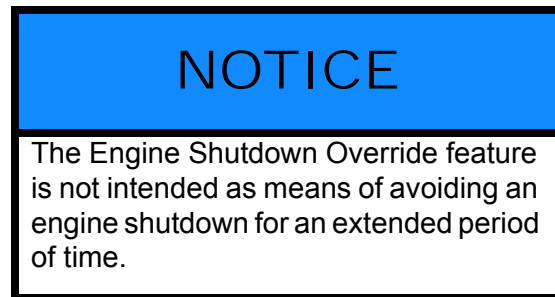 NOTICE
The Engine Shutdown Override feature
is not intended as means of avoiding an
engine shutdown for an extended period
of time.